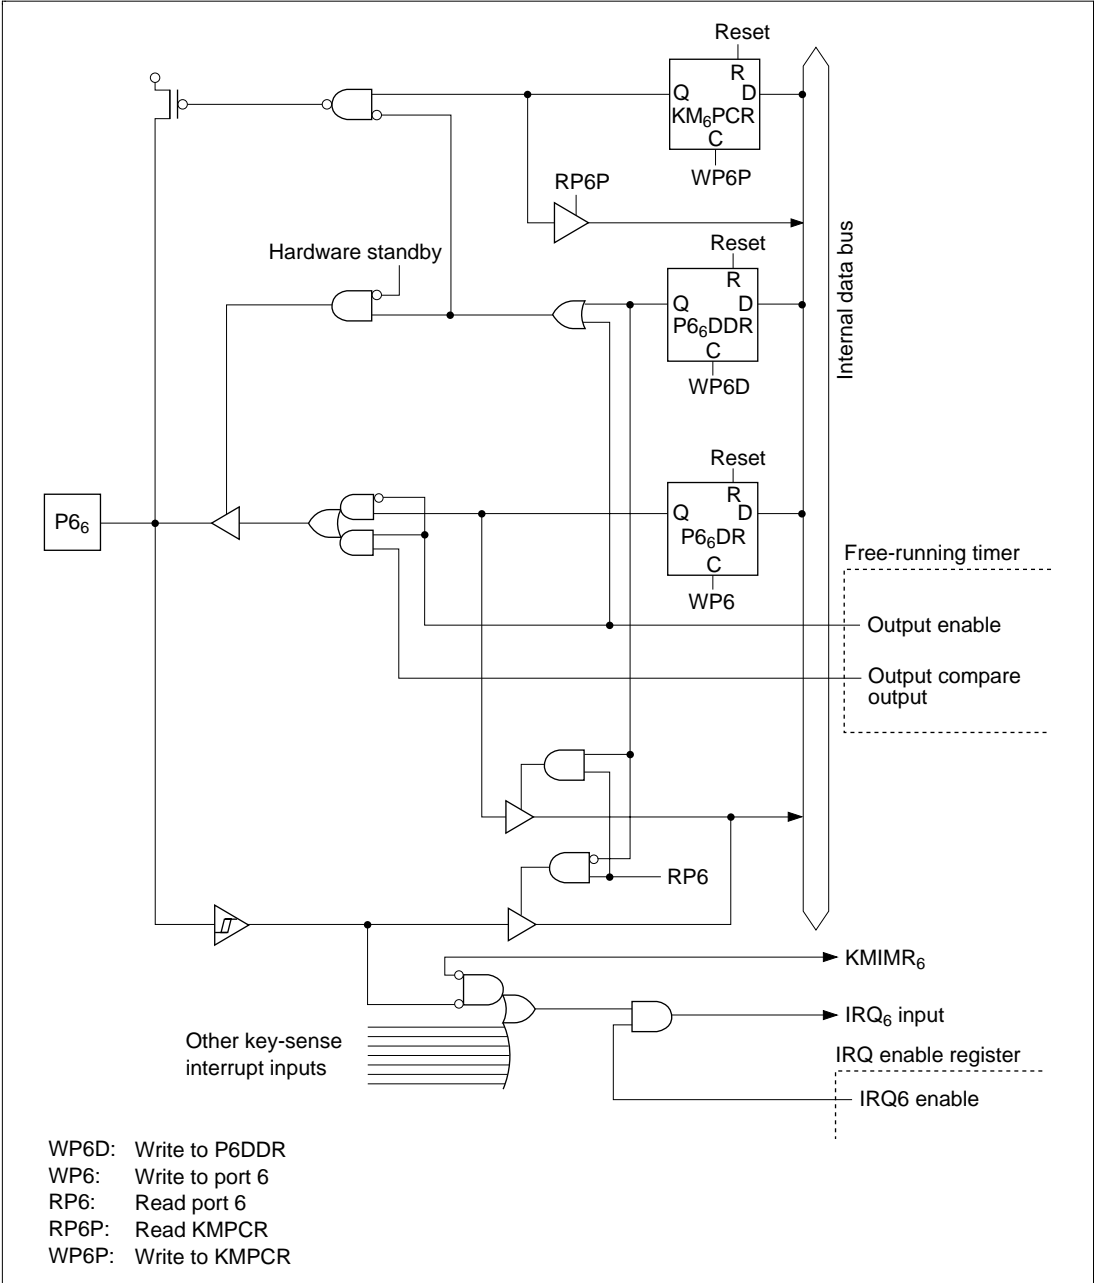 Reset
R
Q D
KM6PCR
C
WP6P
RP6P
Hardware standby
Reset
R
Q D
P66DDR
C
WP6D
Internal data bus
Reset
R
Q D
P66DR
C
WP6
P66
Free-running timer
Output enable
Output compare
output
RP6
KMIMR6
IRQ6 input
Other key-sense
interrupt inputs
IRQ enable register
IRQ6 enable
WP6D: Write to P6DDR
WP6: Write to port 6
RP6: Read port 6
RP6P: Read KMPCR
WP6P: Write to KMPCR